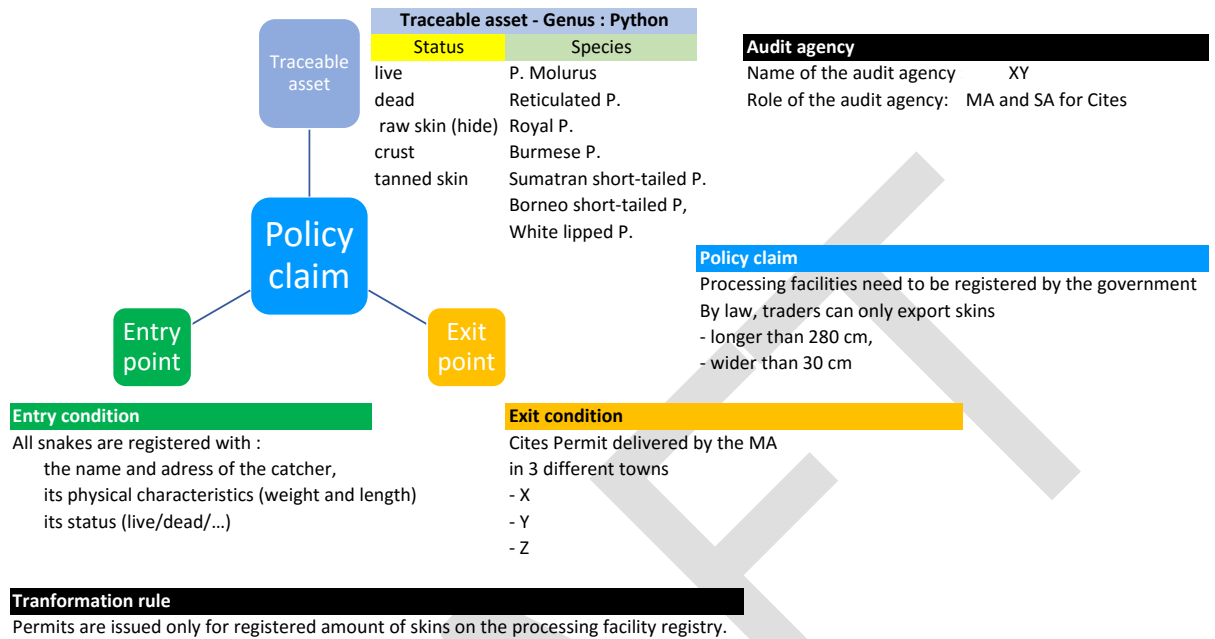 Traceable
asset
Traceable asset - Genus : Python
Status Species
live P. Molurus
dead Reticulated P.
raw skin (hide) Royal P.
crust Burmese P.
tanned skin Sumatran short-tailed P.
Borneo short-tailed P,
White lipped P.
Audit agency
Name of the audit agency XY
Role of the audit agency: MA and SA for Cites
Policy
claim
Policy claim
Processing facilities need to be registered by the government
By law, traders can only export skins
- longer than 280 cm,
- wider than 30 cm
Entry
point
Exit
point
Entry condition
All snakes are registered with :
the name and adress of the catcher,
its physical characteristics (weight and length)
its status (live/dead/...)
Exit condition
Cites Permit delivered by the MA
in 3 different towns
- X
- Y
- Z
Tranformation rule
Permits are issued only for registered amount of skins on the processing facility registry.